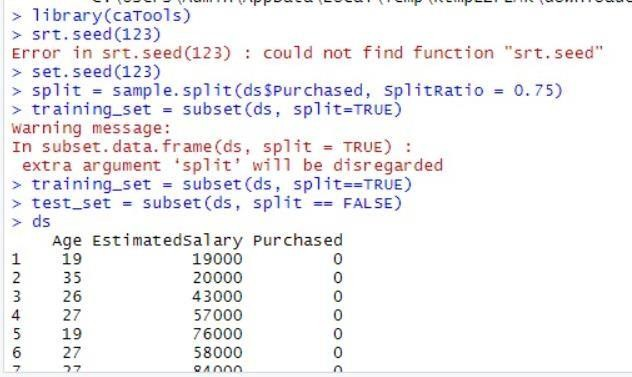 > library(caTools)
> srt.seed(123)
Error in srt.seed(123) : could not find function "srt.seed"
> set.seed(123)
> split = sample.split(ds$Purchased, SplitRatio = 0.75)
> training_set = subset(ds, split=TRUE)
Warning message:
In subset.data.frame(ds, split = TRUE) :
 extra argument ‘split’ will be disregarded
> training_set = subset(ds, split==TRUE)
> test_set = subset(ds, split == FALSE)
> ds
Age EstimatedSalary Purchased
1 19 19000 0
2 35 20000 0
3 26 43000 0
4 27 57000 0
5 19 76000 0
6 27 58000 0
7 27 84000 0